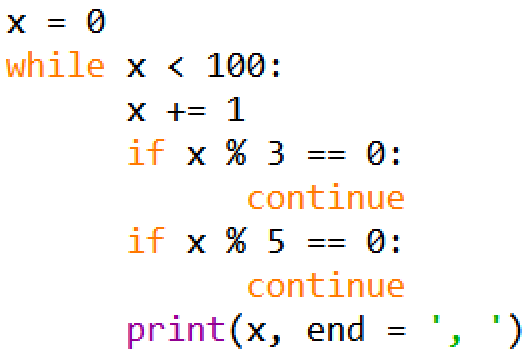 x = 0
while x < 100:
        x += 1
        if x % 3 == 0:
                continue
        if x % 5 == 0:
                continue
        print(x, end = ', ')